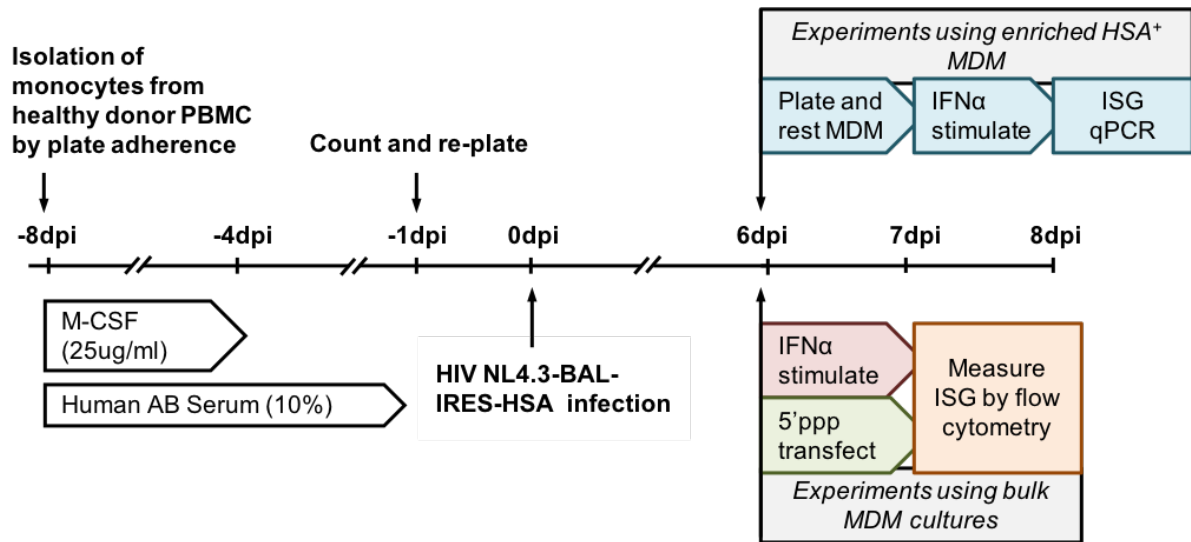 Isolation of
monocytes from
healthy donor PBMC
by plate adherence
Count and re-plate
Experiments using enriched HSA⁺
MDM
Plate and
rest MDM
IFNα
stimulate
ISG
qPCR
-8dpi
-4dpi
-1dpi
0dpi
6dpi
7dpi
8dpi
M-CSF
(25ug/ml)
Human AB Serum (10%)
HIV NL4.3-BAL-
IRES-HSA infection
IFNα
stimulate
5'ppp
transfect
Measure
ISG by flow
cytometry
Experiments using bulk
MDM cultures